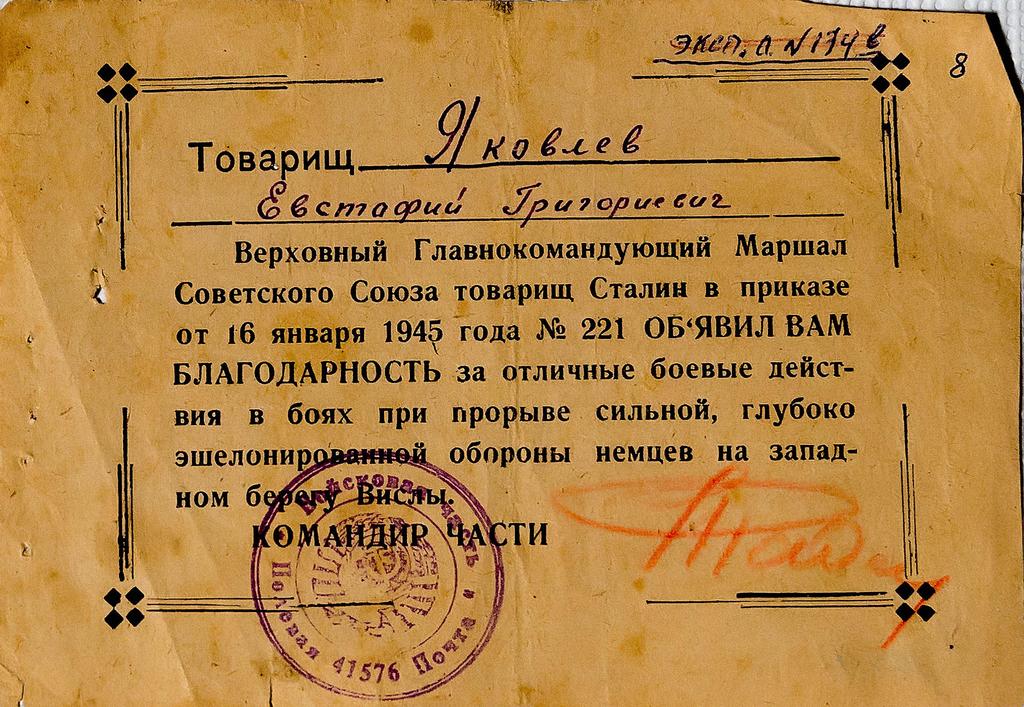 эксп. а. N 174 в
8
Товарищ Яковлев
Евстафий Григориевич
Верховный Главнокомандующий Маршал
Советского Союза товарищ Сталин в приказе
от 16 января 1945 года № 221 ОБ‘ЯВИЛ ВАМ
БЛАГОДАРНОСТЬ за отличные боевые дейст-
вия в боях при прорыве сильной, глубоко
эшелонированной обороны немцев на запад-
ном берегу Вислы.
КОМАНДИР ЧАСТИ
Войсковая часть
Полевая Почта
41576